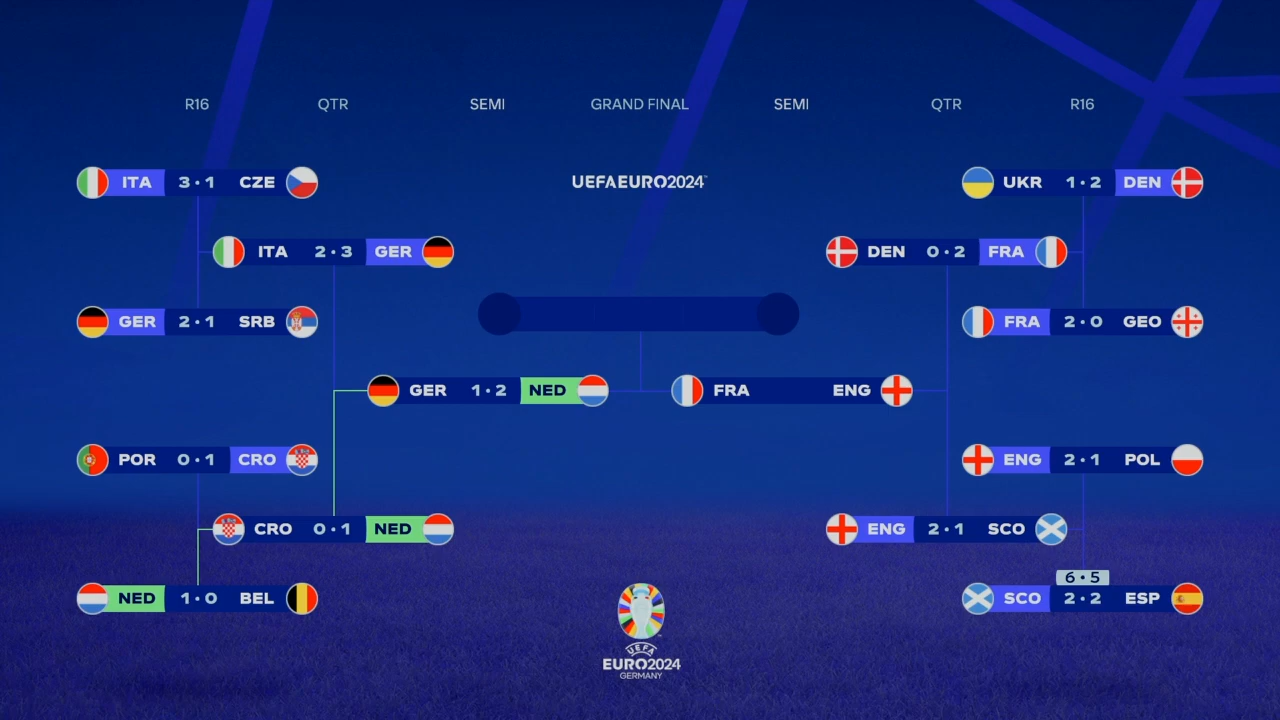 R16 QTR SEMI GRAND FINAL SEMI QTR R16
ITA 3·1 CZE
UEFAEURO2024™
UKR 1·2 DEN
ITA 2·3 GER
DEN 0·2 FRA
GER 2·1 SRB
FRA 2·0 GEO
GER 1·2 NED
FRA ENG
POR 0·1 CRO
ENG 2·1 POL
CRO 0·1 NED
ENG 2·1 SCO
6·5
NED 1·0 BEL
SCO 2·2 ESP
UEFA
EURO2024
GERMANY